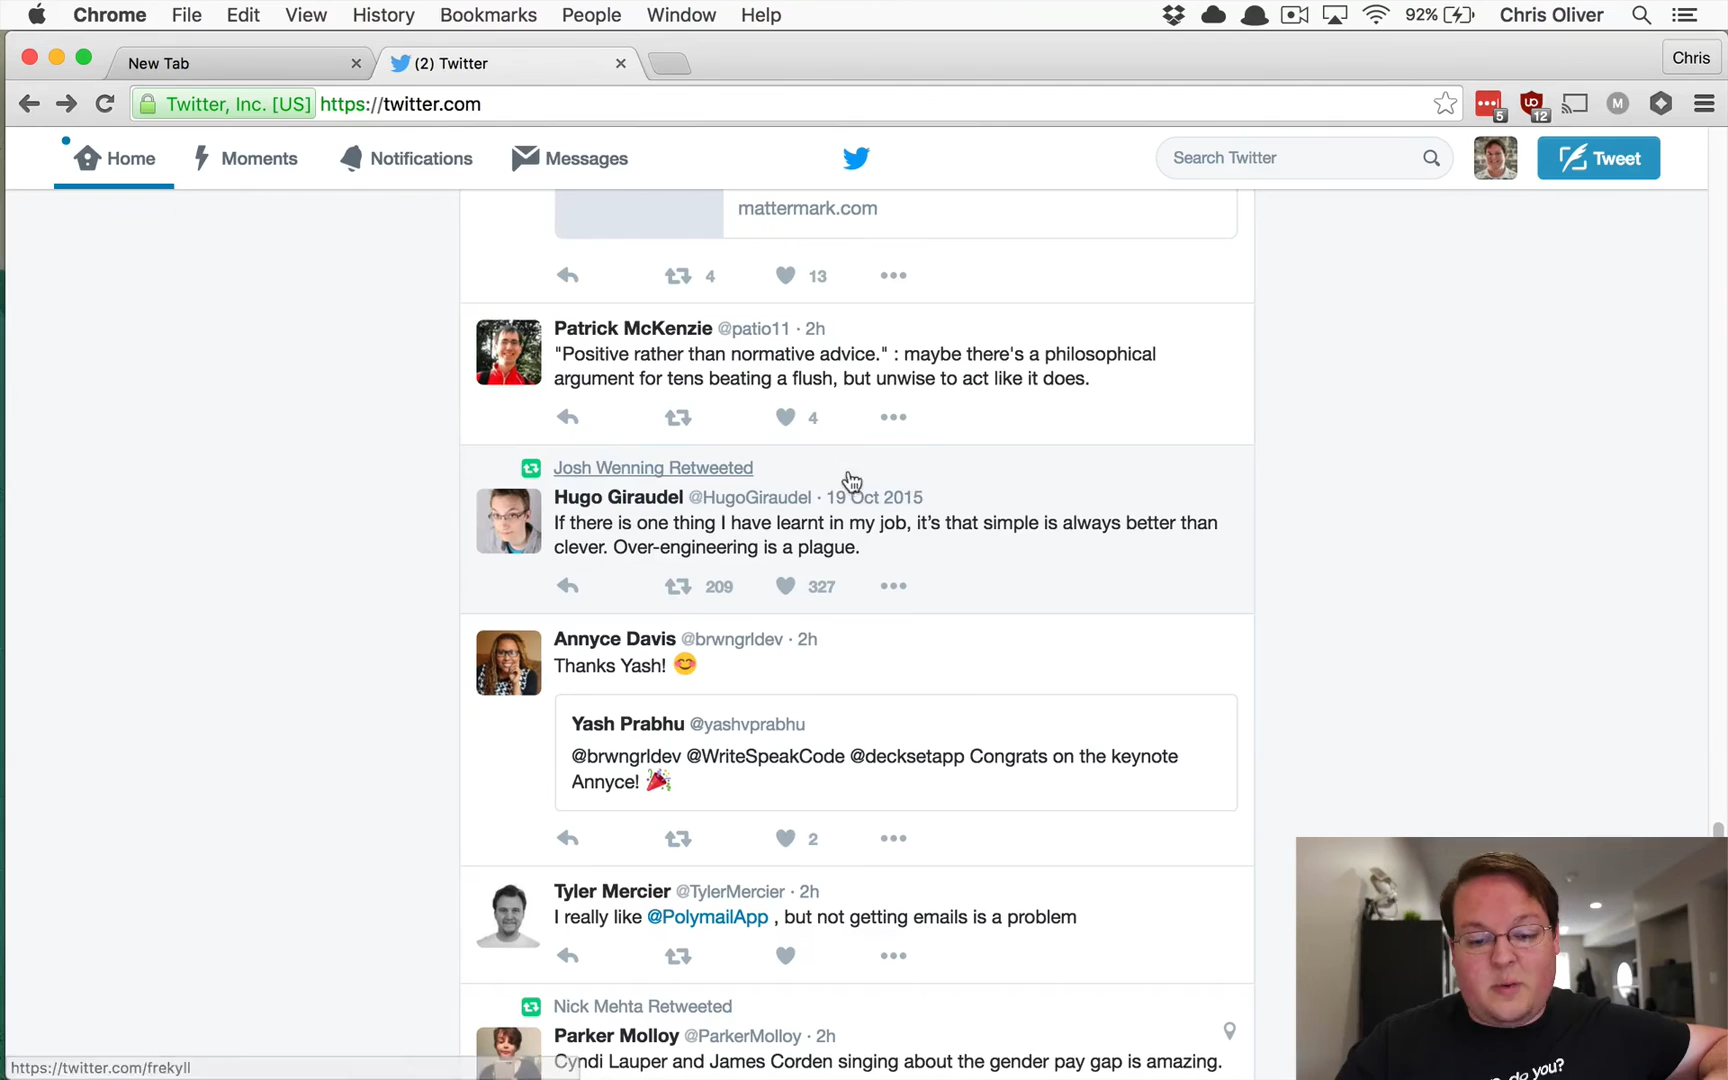 Chrome File Edit View History Bookmarks People Window Help 92% Chris Oliver
New Tab (2) Twitter Chris
Twitter, Inc. [US] https://twitter.com 5 12 M
Home Moments Notifications Messages Search Twitter Tweet
mattermark.com
4 13
Patrick McKenzie @patio11 · 2h
"Positive rather than normative advice." : maybe there's a philosophical
argument for tens beating a flush, but unwise to act like it does.
4
Josh Wenning Retweeted
Hugo Giraudel @HugoGiraudel · 19 Oct 2015
If there is one thing I have learnt in my job, it’s that simple is always better than
clever. Over-engineering is a plague.
209 327
Annyce Davis @brwngrldev · 2h
Thanks Yash! 😊
Yash Prabhu @yashvprabhu
@brwngrldev @WriteSpeakCode @decksetapp Congrats on the keynote
Annyce! 🎉
2
Tyler Mercier @TylerMercier · 2h
I really like @PolymailApp , but not getting emails is a problem
Nick Mehta Retweeted
Parker Molloy @ParkerMolloy · 2h
Cyndi Lauper and James Corden singing about the gender pay gap is amazing.
https://twitter.com/frekyll
do you?